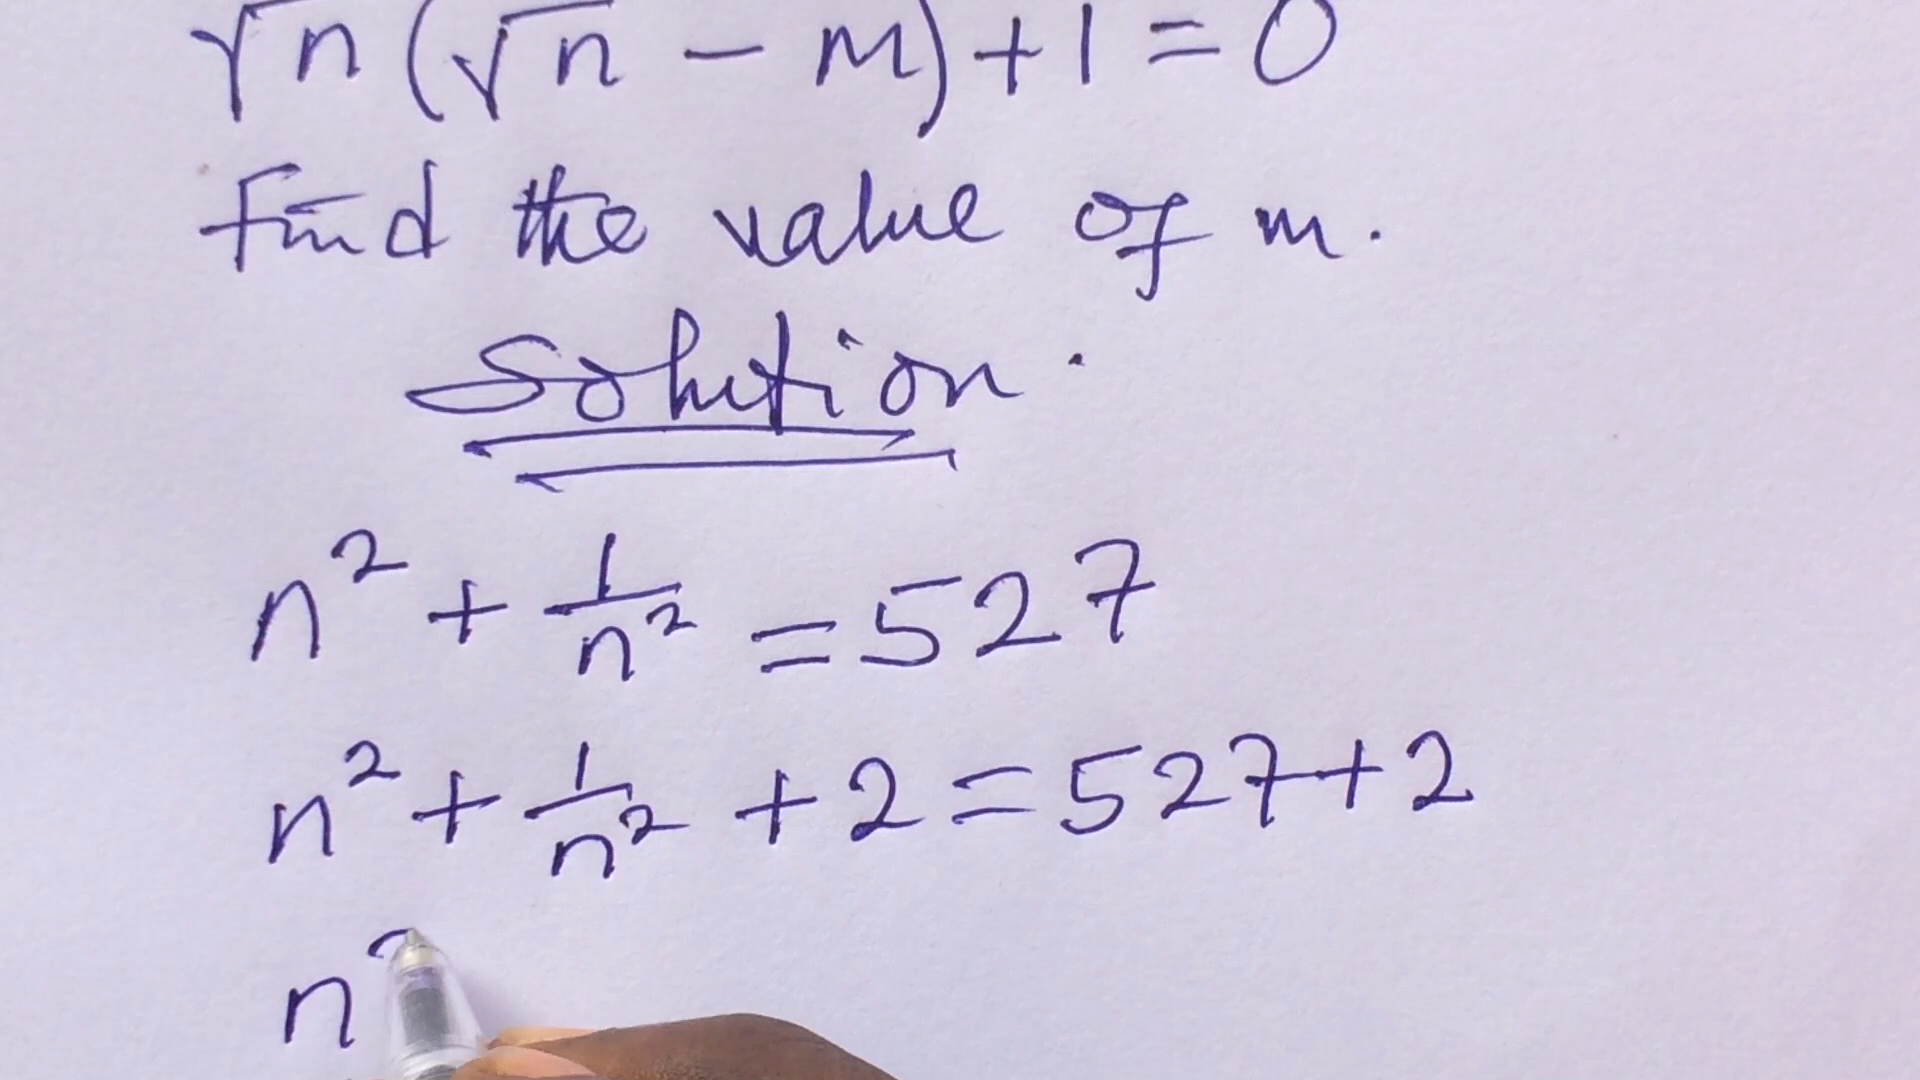 √n(√n − m) + 1 = 0
Find the value of m.
Solution.
n² + 1/n² = 527
n² + 1/n² + 2 = 527 + 2
n